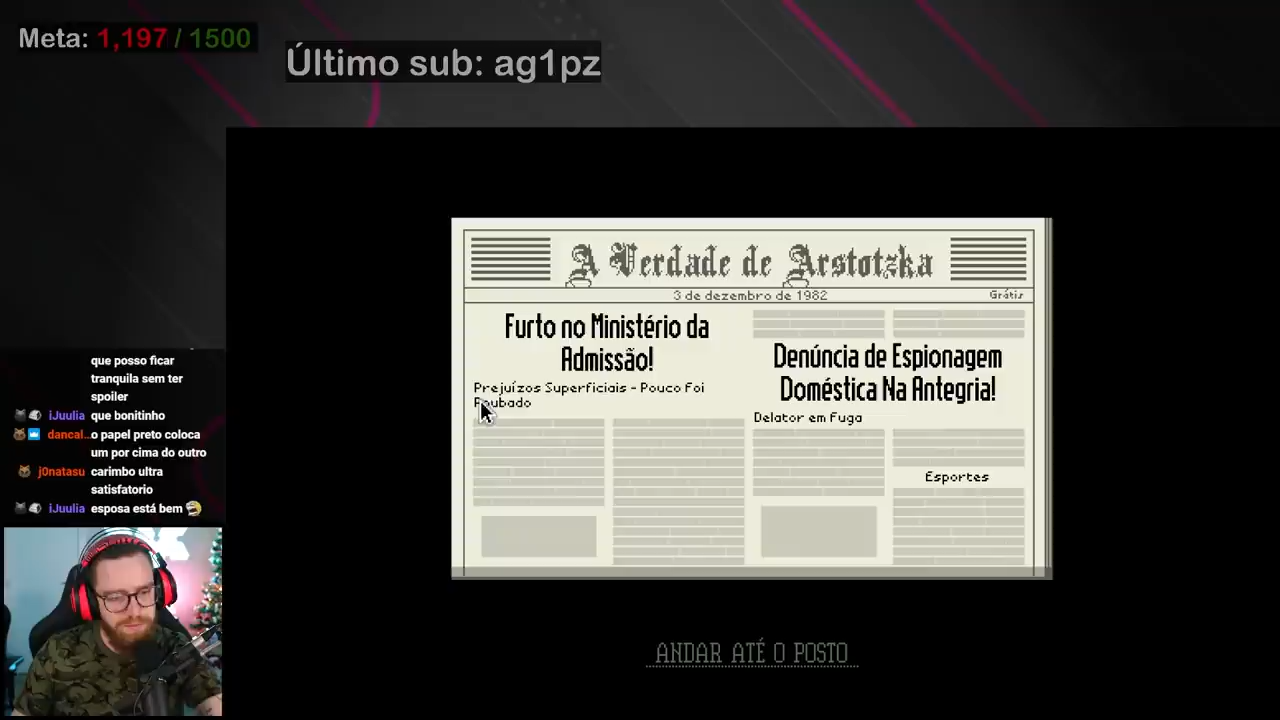 Meta: 1,197 / 1500
Último sub: ag1pz
A Verdade de Arstotzka
3 de dezembro de 1982
Grátis
Furto no Ministério da
Admissão!
Prejuízos Superficiais - Pouco Foi
Roubado
Denúncia de Espionagem
Doméstica Na Antegria!
Delator em Fuga
Esportes
ANDAR ATÉ O POSTO
que posso ficar
tranquila sem ter
spoiler
iJuulia que bonitinho
dancal.. o papel preto coloca
um por cima do outro
j0natasu carimbo ultra
satisfatorio
iJuulia esposa está bem